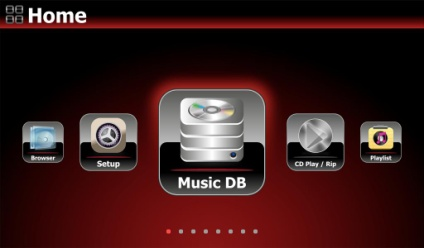 Home
Browser
Setup
Music DB
CD Play / Rip
Playlist